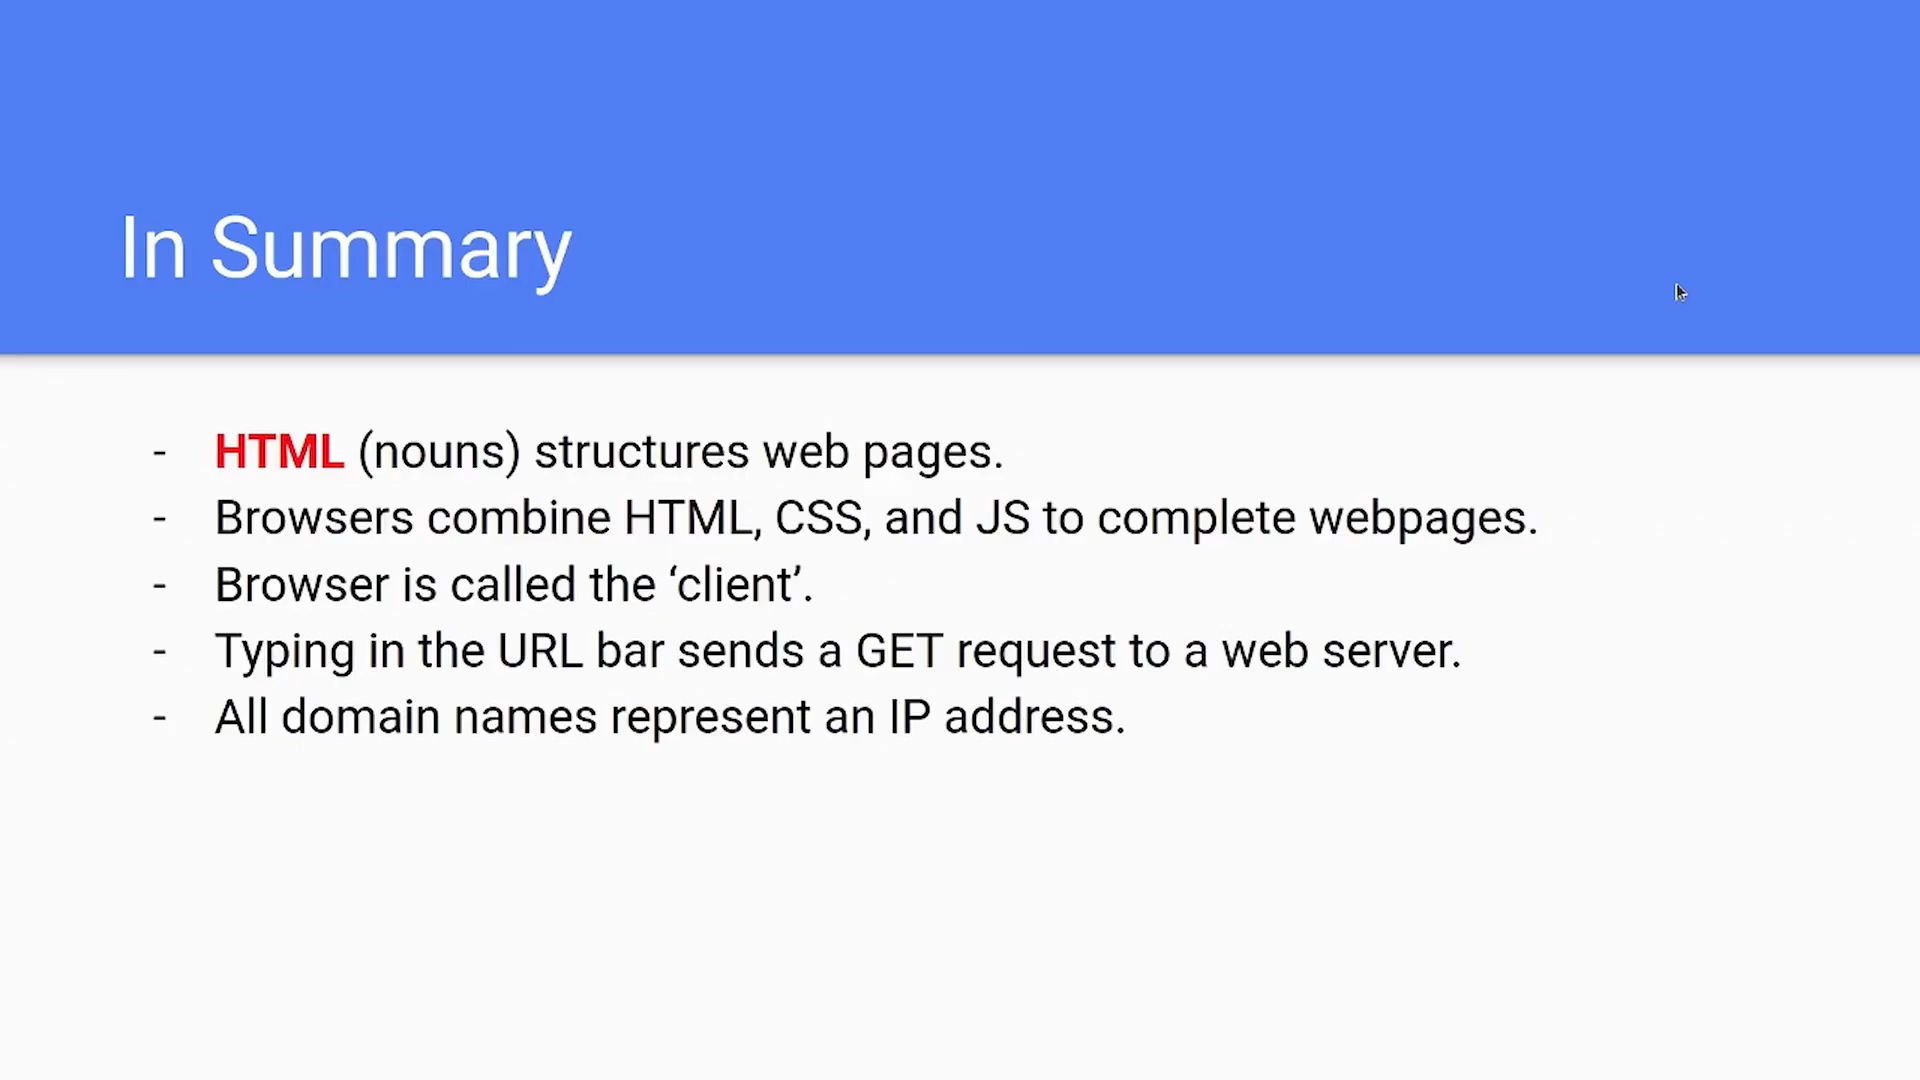 In Summary
- HTML (nouns) structures web pages.
- Browsers combine HTML, CSS, and JS to complete webpages.
- Browser is called the ‘client’.
- Typing in the URL bar sends a GET request to a web server.
- All domain names represent an IP address.